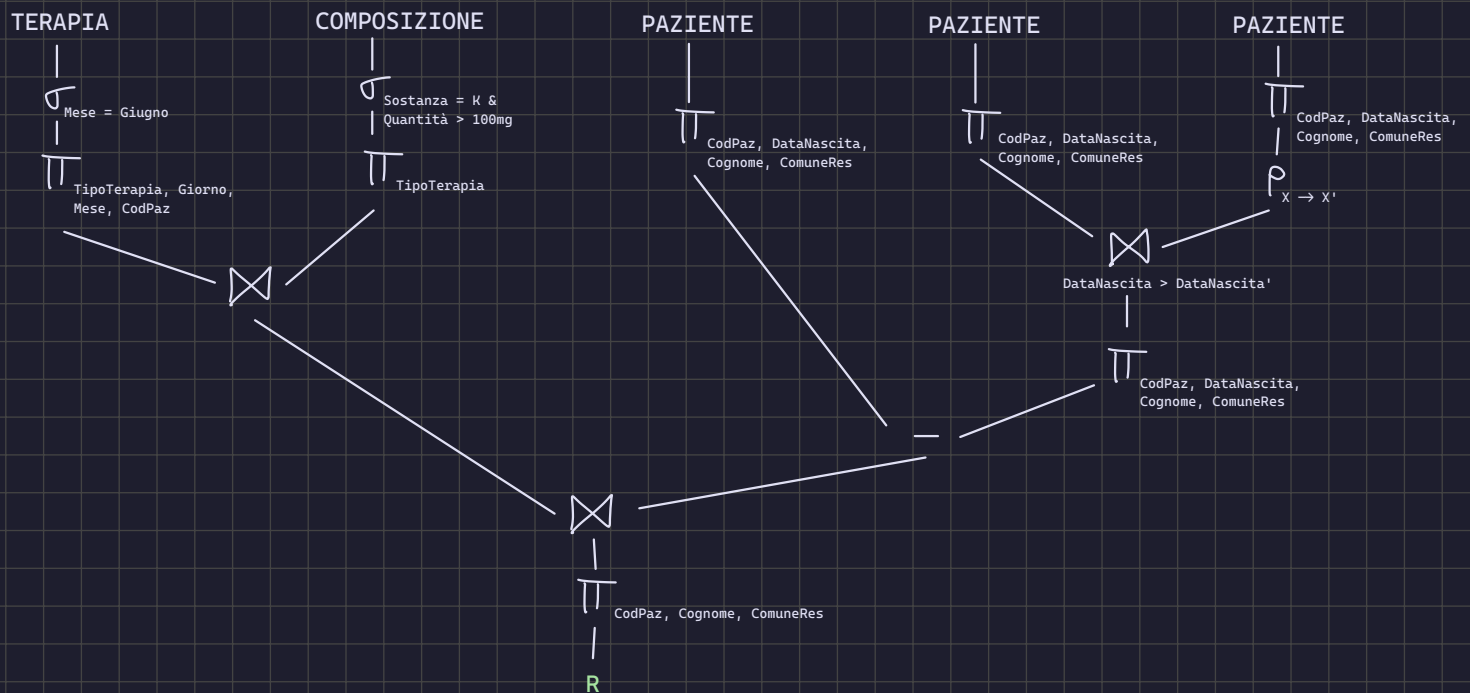 TERAPIA
COMPOSIZIONE
PAZIENTE
PAZIENTE
PAZIENTE
σ
Mese = Giugno
π
TipoTerapia, Giorno,
Mese, CodPaz
σ
Sostanza = K &
Quantità > 100mg
π
TipoTerapia
⋈
π
CodPaz, DataNascita,
Cognome, ComuneRes
π
CodPaz, DataNascita,
Cognome, ComuneRes
π
CodPaz, DataNascita,
Cognome, ComuneRes
ρ
X → X'
⋈
DataNascita > DataNascita'
π
CodPaz, DataNascita,
Cognome, ComuneRes
—
⋈
π
CodPaz, Cognome, ComuneRes
R